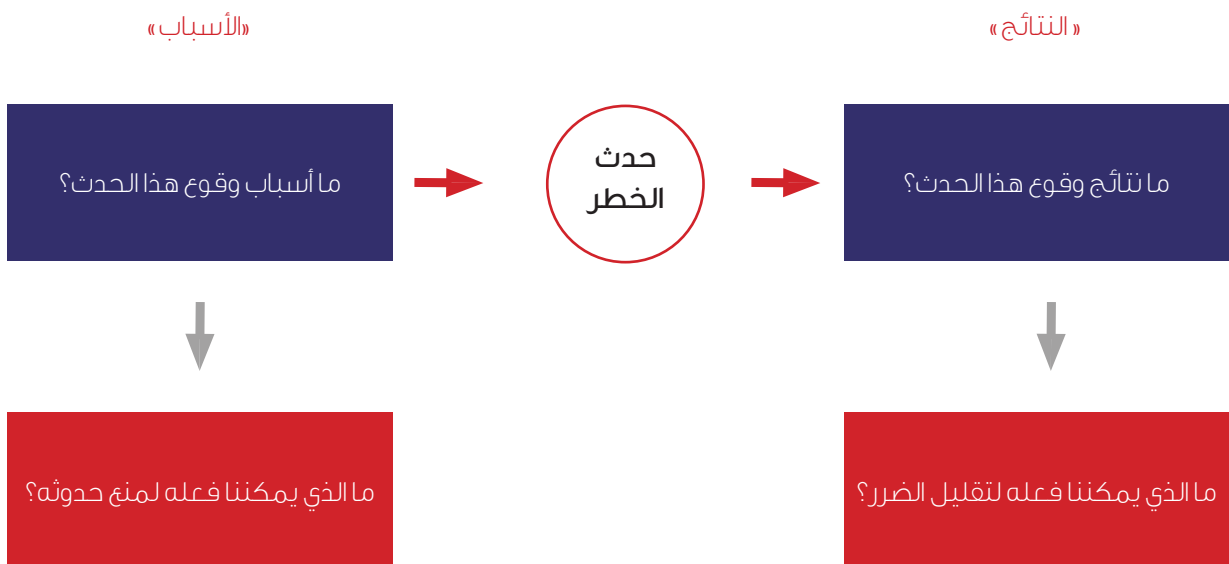 «الأسباب»
« النتائج »
ما أسباب وقوع هذا الحدث؟
حدث
الخطر
ما نتائج وقوع هذا الحدث؟
ما الذي يمكننا فعله لمنع حدوثه؟
ما الذي يمكننا فعله لتقليل الضرر؟